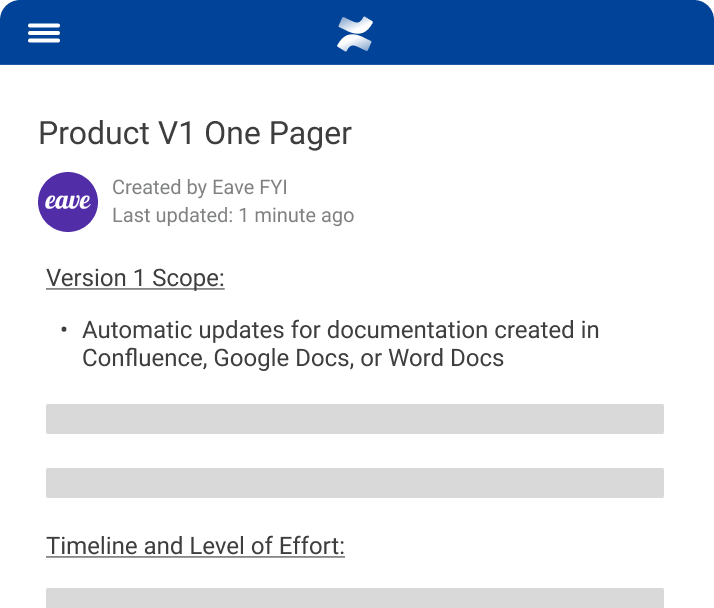 Product V1 One Pager
eave
Created by Eave FYI
Last updated: 1 minute ago
Version 1 Scope:
• Automatic updates for documentation created in
Confluence, Google Docs, or Word Docs
Timeline and Level of Effort: